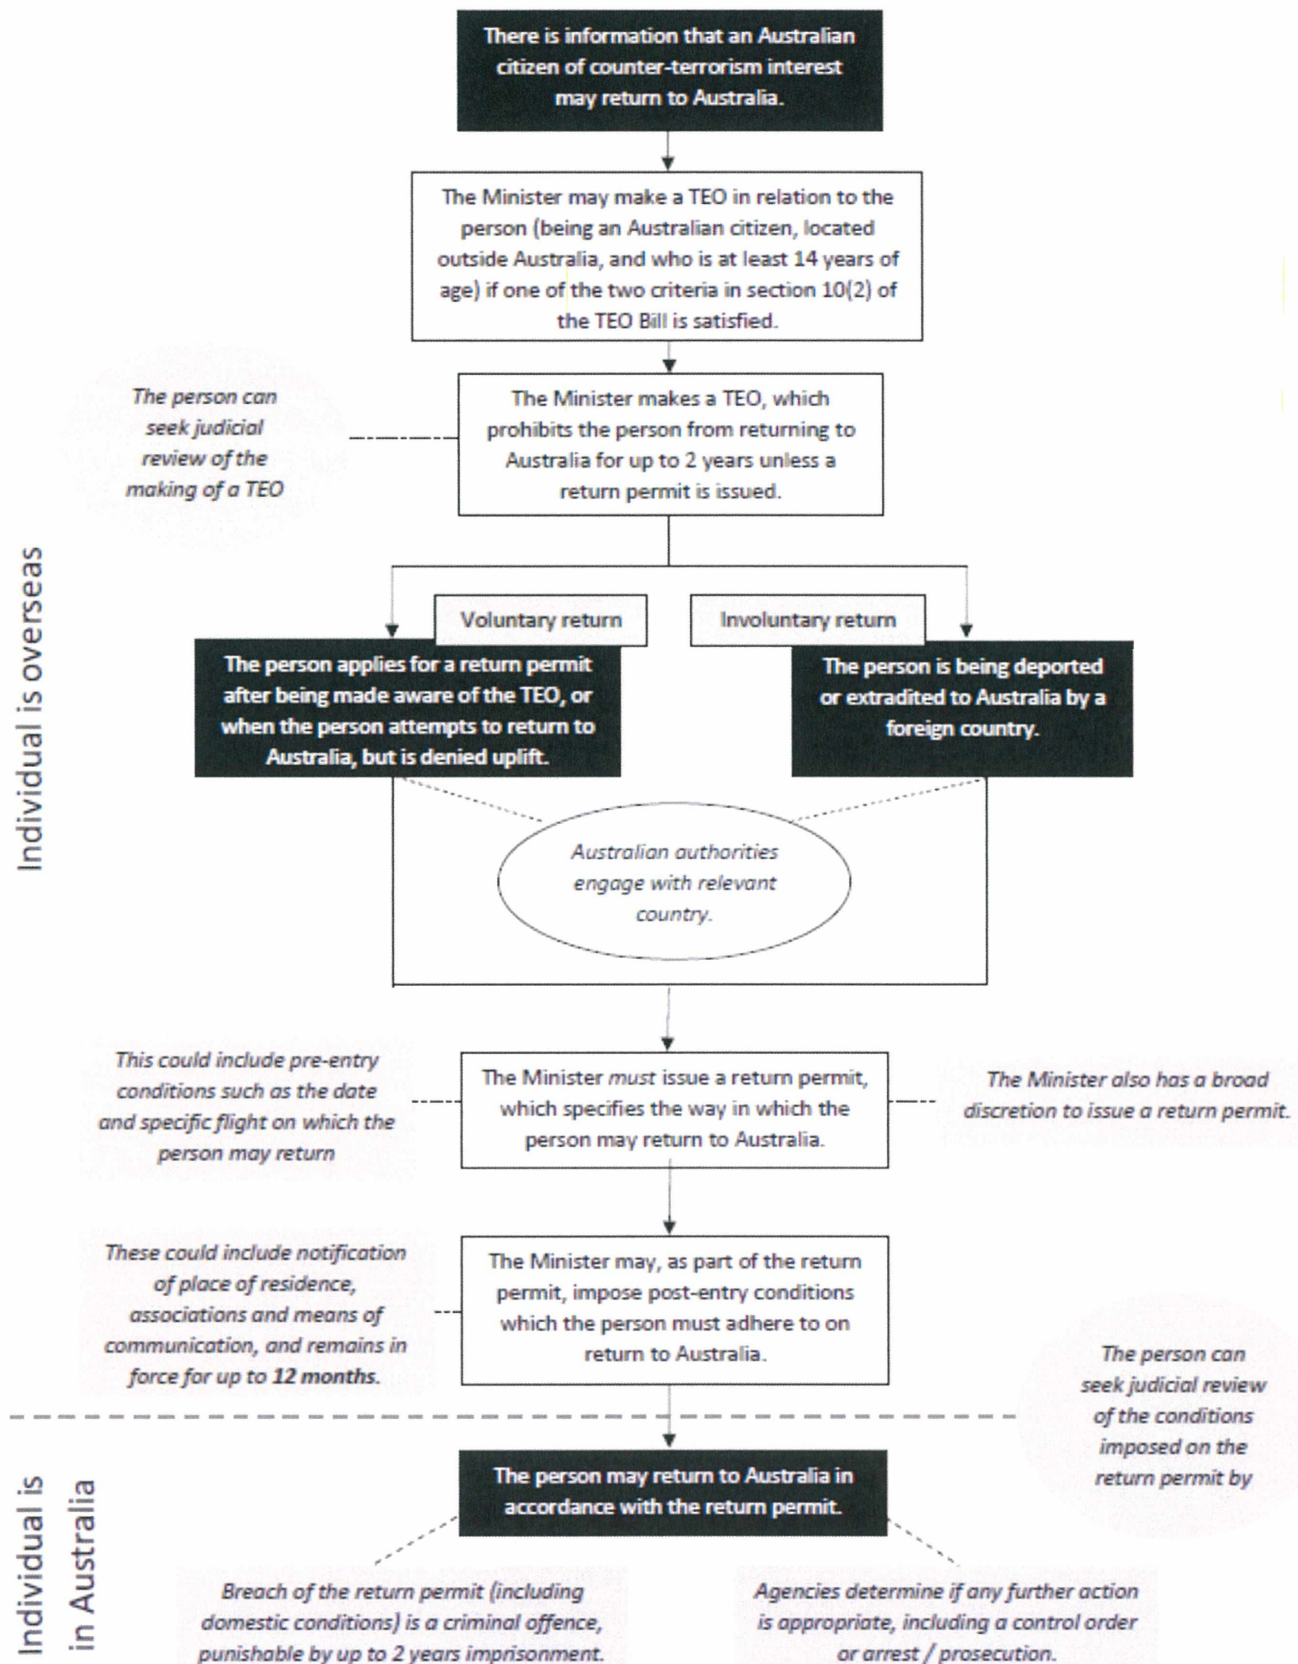 There is information that an Australian
citizen of counter-terrorism interest
may return to Australia.
The Minister may make a TEO in relation to the
person (being an Australian citizen, located
outside Australia, and who is at least 14 years of
age) if one of the two criteria in section 10(2) of
the TEO Bill is satisfied.
The person can
seek judicial
review of the
making of a TEO
The Minister makes a TEO, which
prohibits the person from returning to
Australia for up to 2 years unless a
return permit is issued.
Individual is overseas
Voluntary return
The person applies for a return permit
after being made aware of the TEO, or
when the person attempts to return to
Australia, but is denied uplift.
Involuntary return
The person is being deported
or extradited to Australia by a
foreign country.
Australian authorities
engage with relevant
country.
This could include pre-entry
conditions such as the date
and specific flight on which the
person may return
The Minister must issue a return permit,
which specifies the way in which the
person may return to Australia.
The Minister also has a broad
discretion to issue a return permit.
These could include notification
of place of residence,
associations and means of
communication, and remains in
force for up to 12 months.
The Minister may, as part of the return
permit, impose post-entry conditions
which the person must adhere to on
return to Australia.
The person can
seek judicial review
of the conditions
imposed on the
return permit by
Individual is
in Australia
The person may return to Australia in
accordance with the return permit.
Breach of the return permit (including
domestic conditions) is a criminal offence,
punishable by up to 2 years imprisonment.
Agencies determine if any further action
is appropriate, including a control order
or arrest / prosecution.